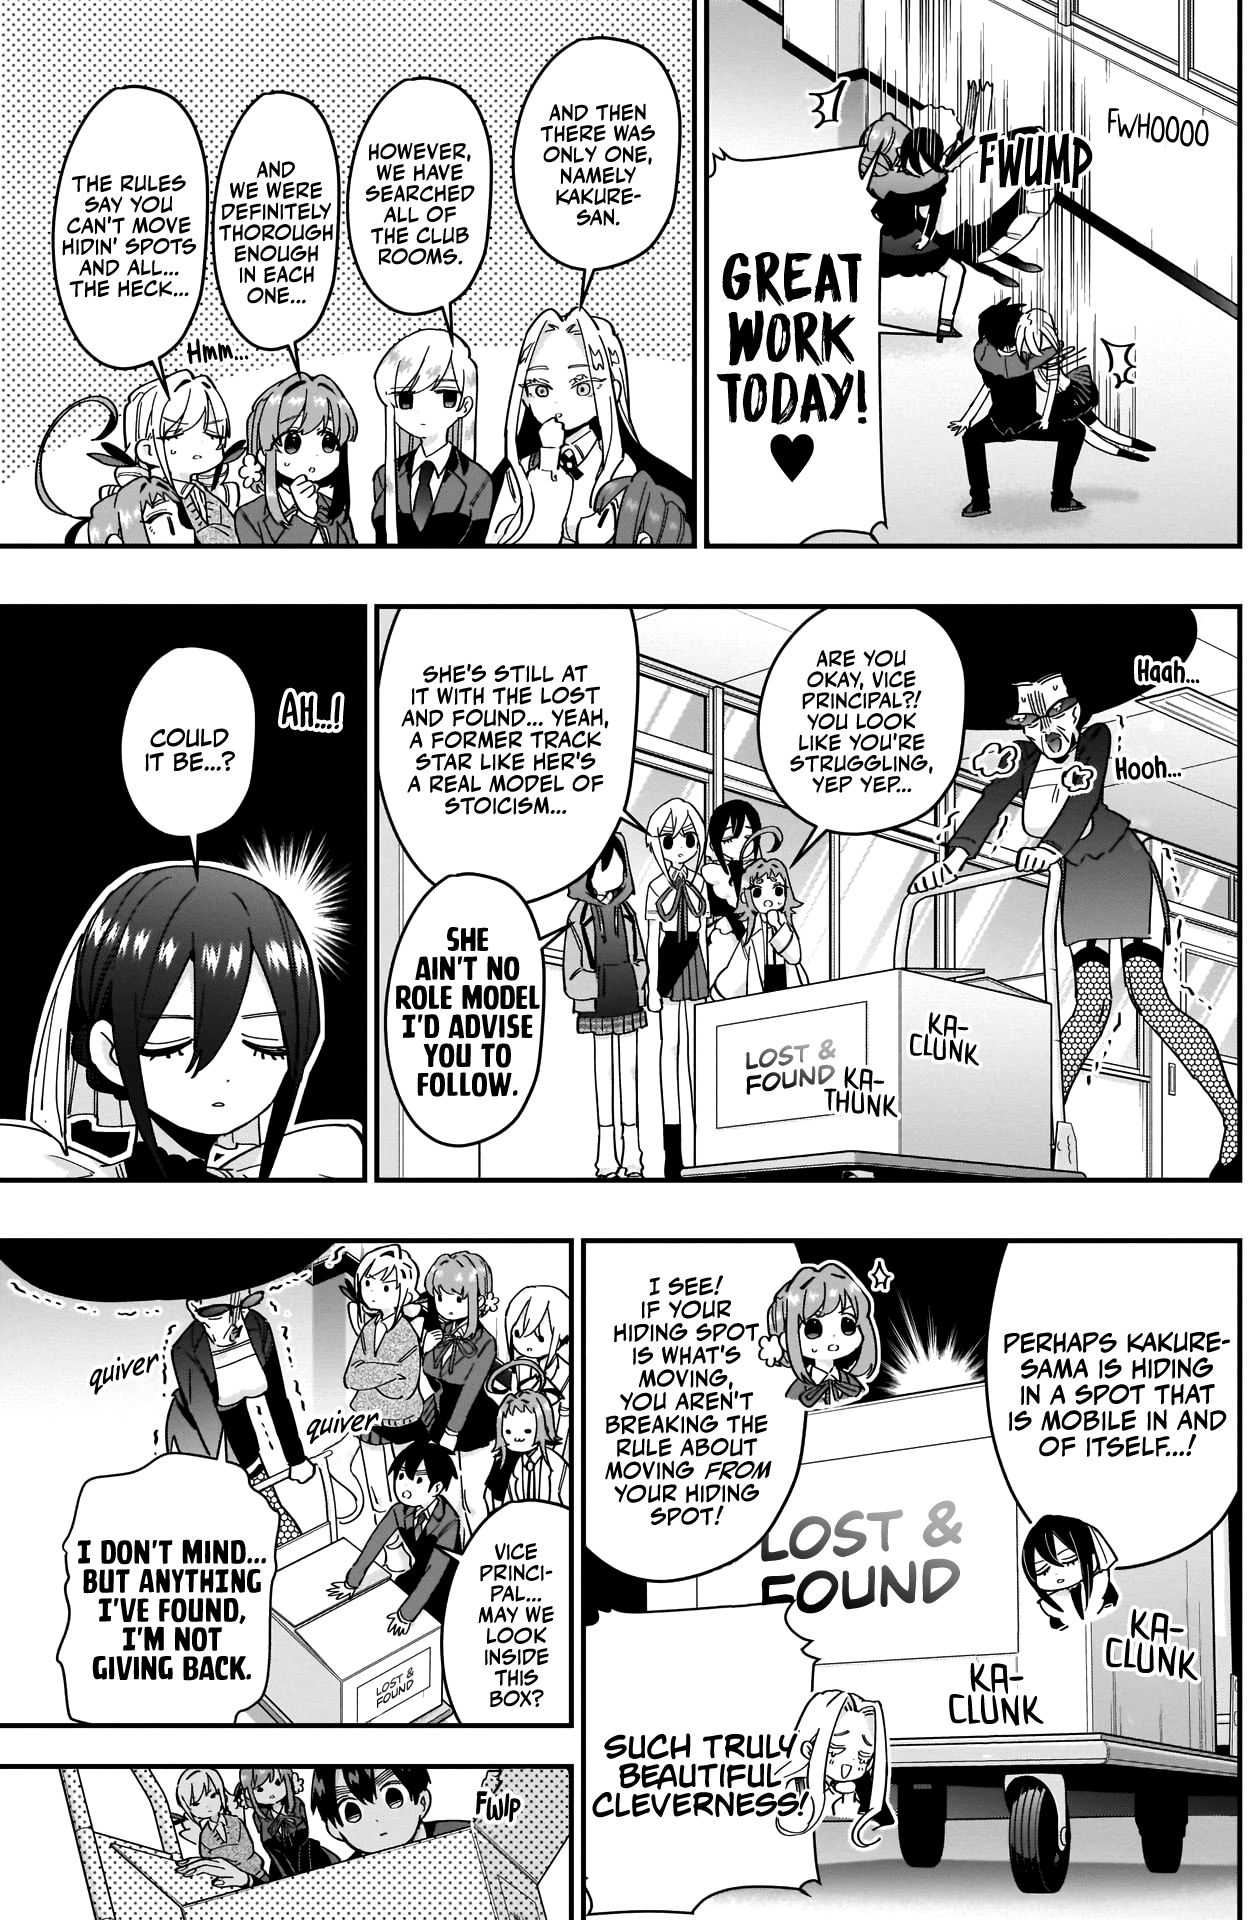 FWHOOOO
FWUMP
GREAT
WORK
TODAY!
♥
AND THEN
THERE WAS
ONLY ONE,
NAMELY
KAKURE-
SAN.
HOWEVER,
WE HAVE
SEARCHED
ALL OF
THE CLUB
ROOMS.
AND
WE WERE
DEFINITELY
THOROUGH
ENOUGH
IN EACH
ONE...
THE RULES
SAY YOU
CAN'T MOVE
HIDIN' SPOTS
AND ALL...
THE HECK...
Hmm...
Haah...
Hooh...
ARE YOU
OKAY, VICE
PRINCIPAL?!
YOU LOOK
LIKE YOU'RE
STRUGGLING,
YEP YEP...
SHE'S STILL AT
IT WITH THE LOST
AND FOUND... YEAH,
A FORMER TRACK
STAR LIKE HER'S
A REAL MODEL OF
STOICISM...
SHE
AIN'T NO
ROLE MODEL
I'D ADVISE
YOU TO
FOLLOW.
LOST &
FOUND
KA-
CLUNK
KA-
THUNK
AH...!
COULD
IT BE...?
PERHAPS KAKURE-
SAMA IS HIDING
IN A SPOT THAT
IS MOBILE IN AND
OF ITSELF...!
I SEE!
IF YOUR
HIDING SPOT
IS WHAT'S
MOVING,
YOU AREN'T
BREAKING THE
RULE ABOUT
MOVING FROM
YOUR HIDING
SPOT!
LOST &
FOUND
KA-
CLUNK
KA-
CLUNK
SUCH TRULY
BEAUTIFUL
CLEVERNESS!
quiver
quiver
VICE
PRINCI-
PAL...
MAY WE
LOOK
INSIDE
THIS
BOX?
LOST &
FOUND
I DON'T MIND...
BUT ANYTHING
I'VE FOUND,
I'M NOT
GIVING BACK.
FWIP